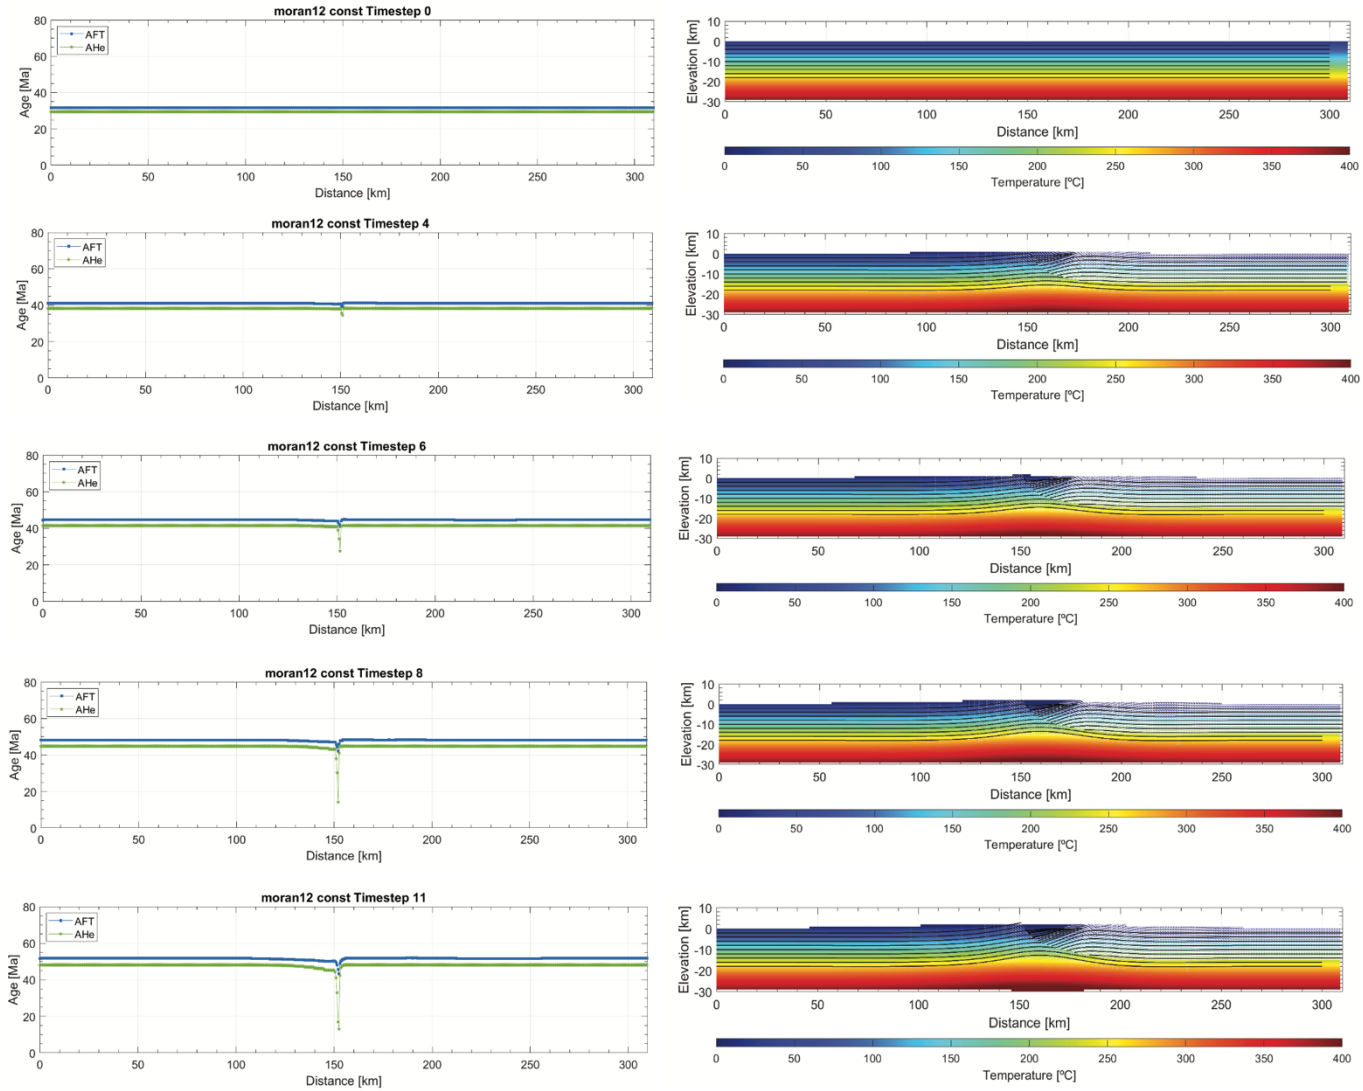 moran12 const Timestep 0
AFT
AHe
80
60
40
20
0
Age [Ma]
0 50 100 150 200 250 300
Distance [km]
10
0
-10
-20
-30
Elevation [km]
0 50 100 150 200 250 300
Distance [km]
0 50 100 150 200 250 300 350 400
Temperature [ºC]
moran12 const Timestep 4
AFT
AHe
80
60
40
20
0
Age [Ma]
0 50 100 150 200 250 300
Distance [km]
10
0
-10
-20
-30
Elevation [km]
0 50 100 150 200 250 300
Distance [km]
0 50 100 150 200 250 300 350 400
Temperature [ºC]
moran12 const Timestep 6
AFT
AHe
80
60
40
20
0
Age [Ma]
0 50 100 150 200 250 300
Distance [km]
10
0
-10
-20
-30
Elevation [km]
0 50 100 150 200 250 300
Distance [km]
0 50 100 150 200 250 300 350 400
Temperature [ºC]
moran12 const Timestep 8
AFT
AHe
80
60
40
20
0
Age [Ma]
0 50 100 150 200 250 300
Distance [km]
10
0
-10
-20
-30
Elevation [km]
0 50 100 150 200 250 300
Distance [km]
0 50 100 150 200 250 300 350 400
Temperature [ºC]
moran12 const Timestep 11
AFT
AHe
80
60
40
20
0
Age [Ma]
0 50 100 150 200 250 300
Distance [km]
10
0
-10
-20
-30
Elevation [km]
0 50 100 150 200 250 300
Distance [km]
0 50 100 150 200 250 300 350 400
Temperature [ºC]